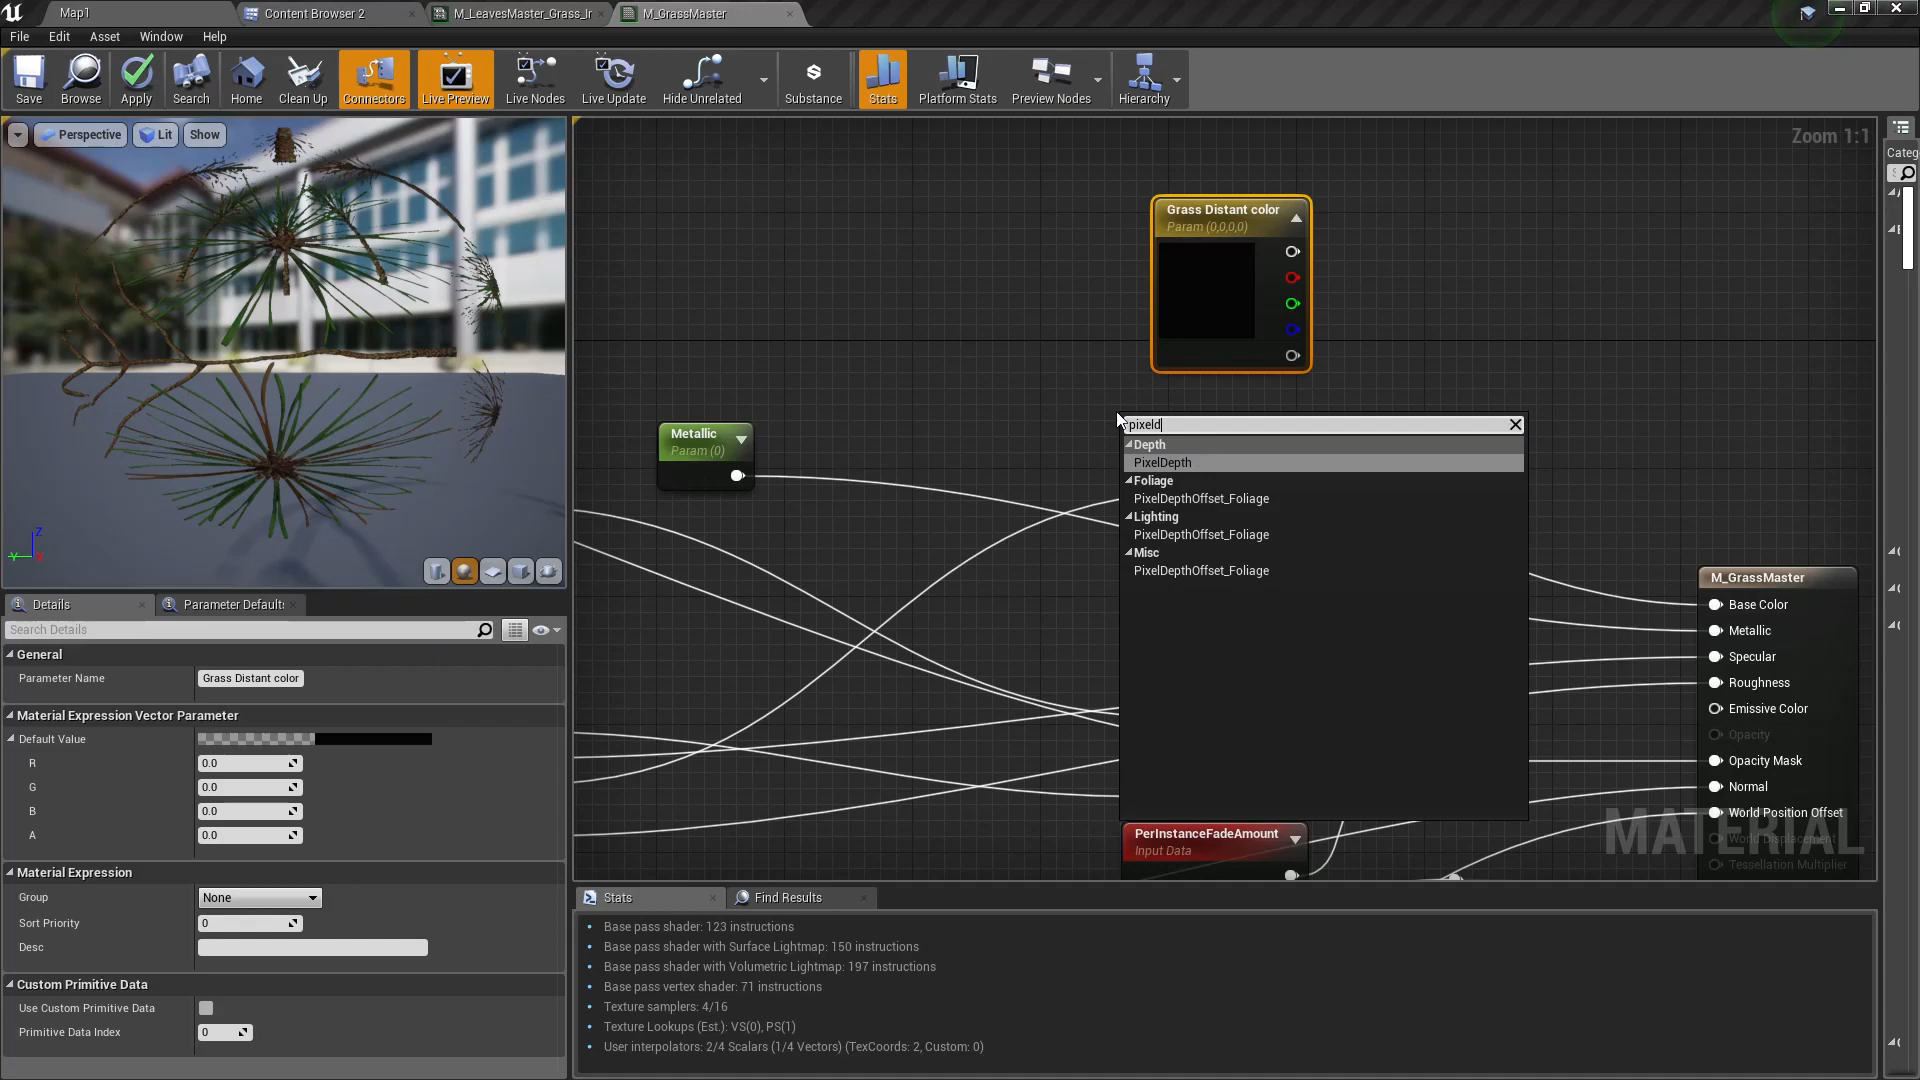 Map1
Content Browser 2
M_LeavesMaster_Grass_Ir
M_GrassMaster
File Edit Asset Window Help
Save
Browse
Apply
Search
Home
Clean Up
Connectors
Live Preview
Live Nodes
Live Update
Hide Unrelated
Substance
Stats
Platform Stats
Preview Nodes
Hierarchy
Perspective
Lit
Show
Zoom 1:1
Categ
Grass Distant color
Param (0,0,0,0)
Metallic
Param (0)
pixeld
Depth
PixelDepth
Foliage
PixelDepthOffset_Foliage
Lighting
PixelDepthOffset_Foliage
Misc
PixelDepthOffset_Foliage
M_GrassMaster
Base Color
Metallic
Specular
Roughness
Emissive Color
Opacity
Opacity Mask
Normal
World Position Offset
World Displacement
Tessellation Multiplier
MATERIAL
PerInstanceFadeAmount
Input Data
Z
Y
Details
Parameter Default:
Search Details
General
Parameter Name Grass Distant color
Material Expression Vector Parameter
Default Value
R 0.0
G 0.0
B 0.0
A 0.0
Material Expression
Group None
Sort Priority 0
Desc
Custom Primitive Data
Use Custom Primitive Data
Primitive Data Index 0
Stats
Find Results
Base pass shader: 123 instructions
Base pass shader with Surface Lightmap: 150 instructions
Base pass shader with Volumetric Lightmap: 197 instructions
Base pass vertex shader: 71 instructions
Texture samplers: 4/16
Texture Lookups (Est.): VS(0), PS(1)
User interpolators: 2/4 Scalars (1/4 Vectors) (TexCoords: 2, Custom: 0)